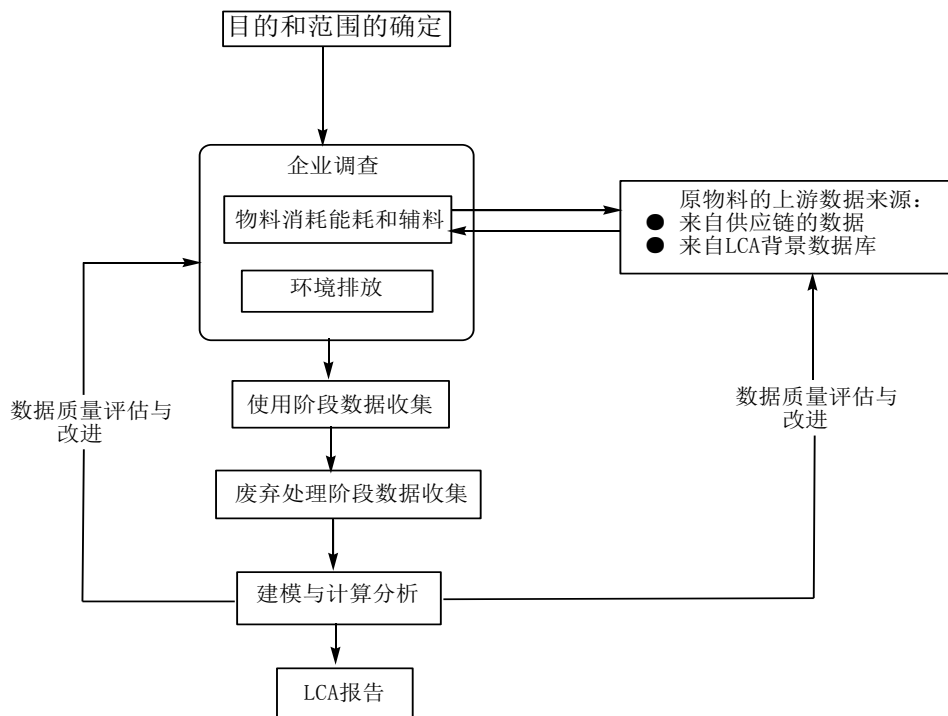 目的和范围的确定
企业调查
物料消耗能耗和辅料
环境排放
原物料的上游数据来源：
● 来自供应链的数据
● 来自LCA背景数据库
使用阶段数据收集
数据质量评估与
改进
数据质量评估与
改进
废弃处理阶段数据收集
建模与计算分析
LCA报告